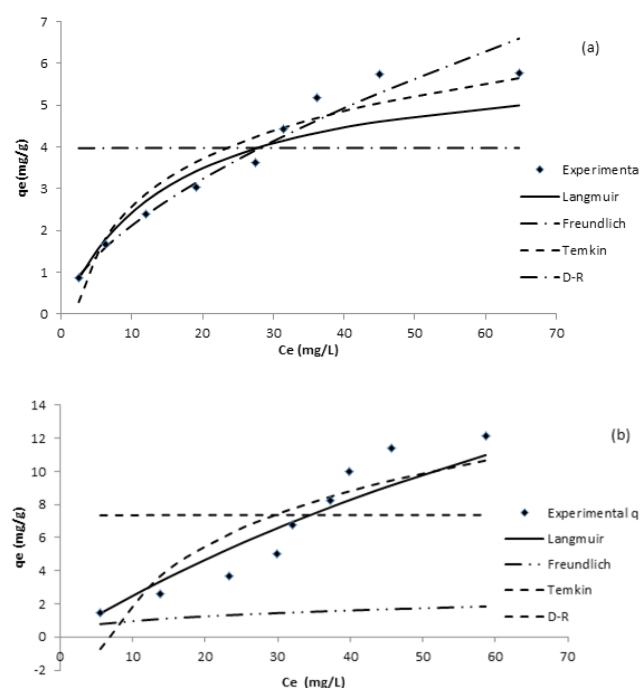 7
(a)
6
5
4
qe(mg/g)
3
Experimental
2
Langmuir
Freundlich
1
Temkin
0
D-R
0 10 20 30 40 50 60 70
Ce (mg/L)
14
12
(b)
10
8
qe (mg/g)
6
Experimental q
4
Langmuir
2
Freundlich
0
Temkin
-2
D-R
0 10 20 30 40 50 60 70
Ce (mg/L)